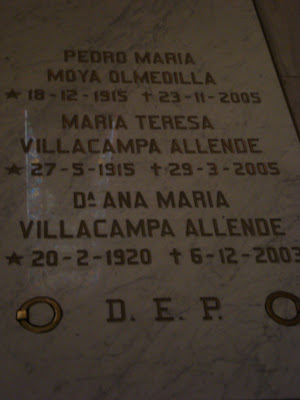 PEDRO MARIA
MOYA OLMEDILLA
★ 18-12-1915 ✝ 23-11-2005
MARIA TERESA
VILLACAMPA ALLENDE
★ 27-5-1915 ✝ 29-3-2005
Dª ANA MARIA
VILLACAMPA ALLENDE
★ 20-2-1920 ✝ 6-12-2003
D. E. P.